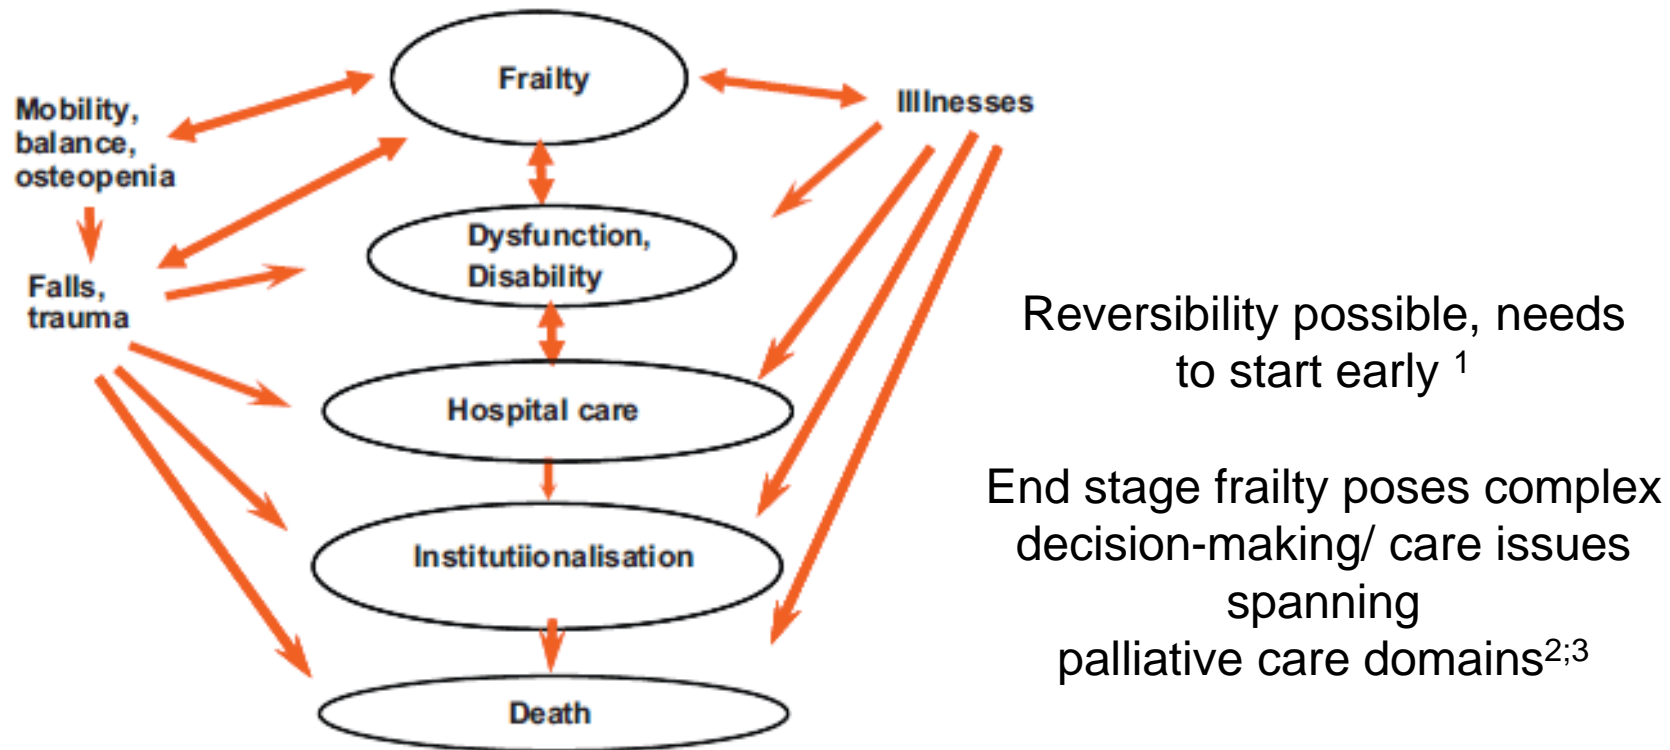 Frailty
Illlnesses
Mobility,
balance,
osteopenia
Dysfunction,
Disability
Falls,
trauma
Hospital care
Institutiionalisation
Death
Reversibility possible, needs
to start early ¹
End stage frailty poses complex
decision-making/ care issues
spanning
palliative care domains²;³